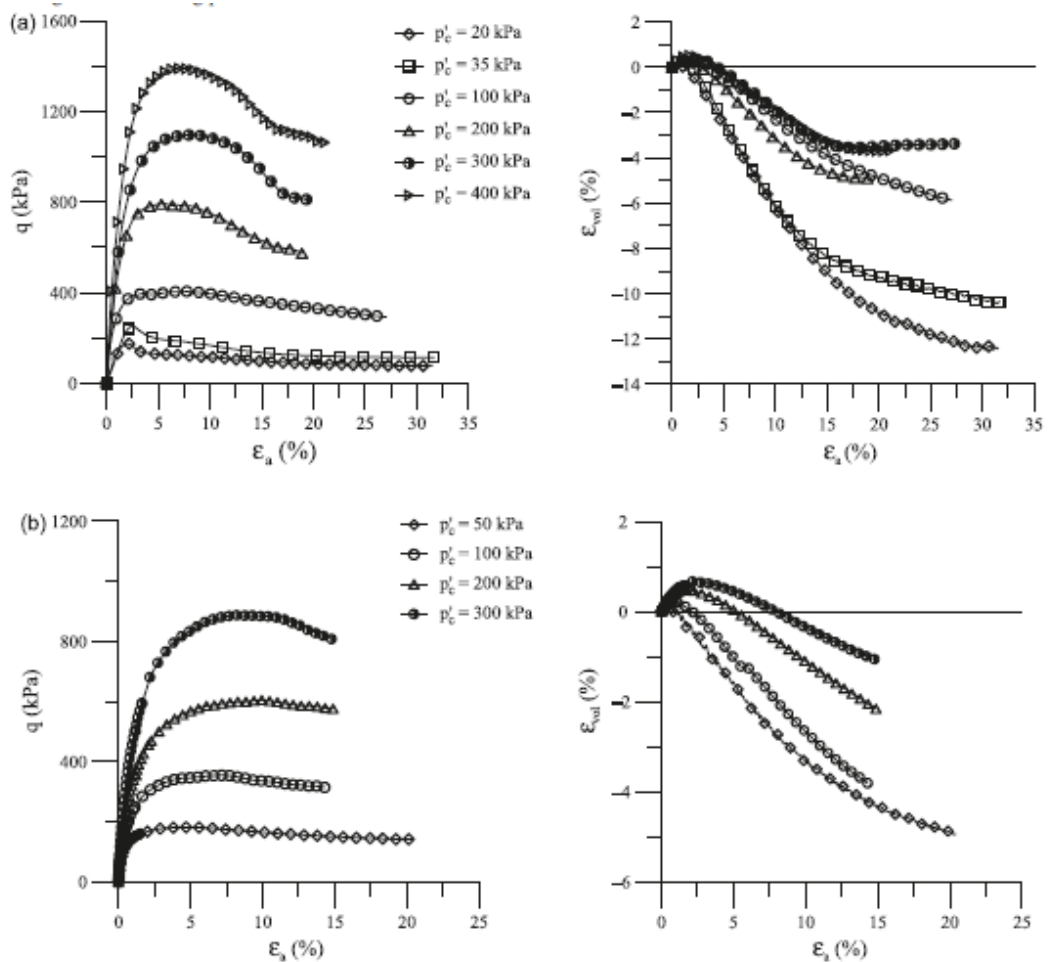 (a)
1600
1200
800
400
0
q (kPa)
0 5 10 15 20 25 30 35
εₐ (%)
p'c = 20 kPa
p'c = 35 kPa
p'c = 100 kPa
p'c = 200 kPa
p'c = 300 kPa
p'c = 400 kPa
2
0
−2
−4
−6
−8
−10
−12
−14
εvol (%)
0 5 10 15 20 25 30 35
εₐ (%)
(b)
1200
800
400
0
q (kPa)
0 5 10 15 20 25
εₐ (%)
p'c = 50 kPa
p'c = 100 kPa
p'c = 200 kPa
p'c = 300 kPa
2
0
−2
−4
−6
εvol (%)
0 5 10 15 20 25
εₐ (%)